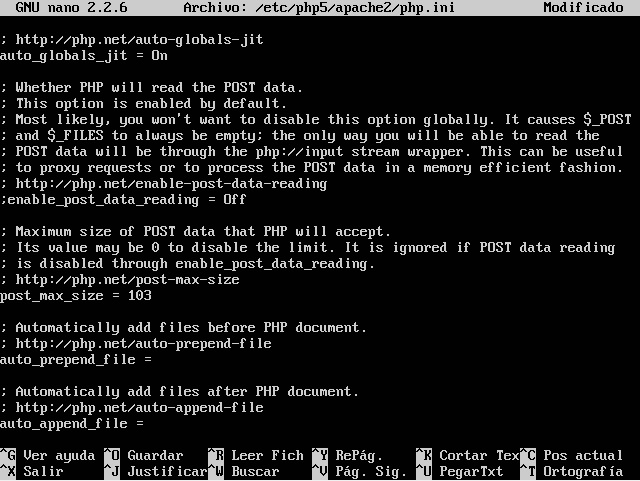 GNU nano 2.2.6 Archivo: /etc/php5/apache2/php.ini Modificado
; http://php.net/auto-globals-jit
auto_globals_jit = On
; Whether PHP will read the POST data.
; This option is enabled by default.
; Most likely, you won't want to disable this option globally. It causes $_POST
; and $_FILES to always be empty; the only way you will be able to read the
; POST data will be through the php://input stream wrapper. This can be useful
; to proxy requests or to process the POST data in a memory efficient fashion.
; http://php.net/enable-post-data-reading
;enable_post_data_reading = Off
; Maximum size of POST data that PHP will accept.
; Its value may be 0 to disable the limit. It is ignored if POST data reading
; is disabled through enable_post_data_reading.
; http://php.net/post-max-size
post_max_size = 103
; Automatically add files before PHP document.
; http://php.net/auto-prepend-file
auto_prepend_file =
; Automatically add files after PHP document.
; http://php.net/auto-append-file
auto_append_file =
^G Ver ayuda ^O Guardar ^R Leer Fich ^Y RePág. ^K Cortar Tex ^C Pos actual
^X Salir ^J Justificar ^W Buscar ^V Pág. Sig. ^U PegarTxt ^T Ortografía